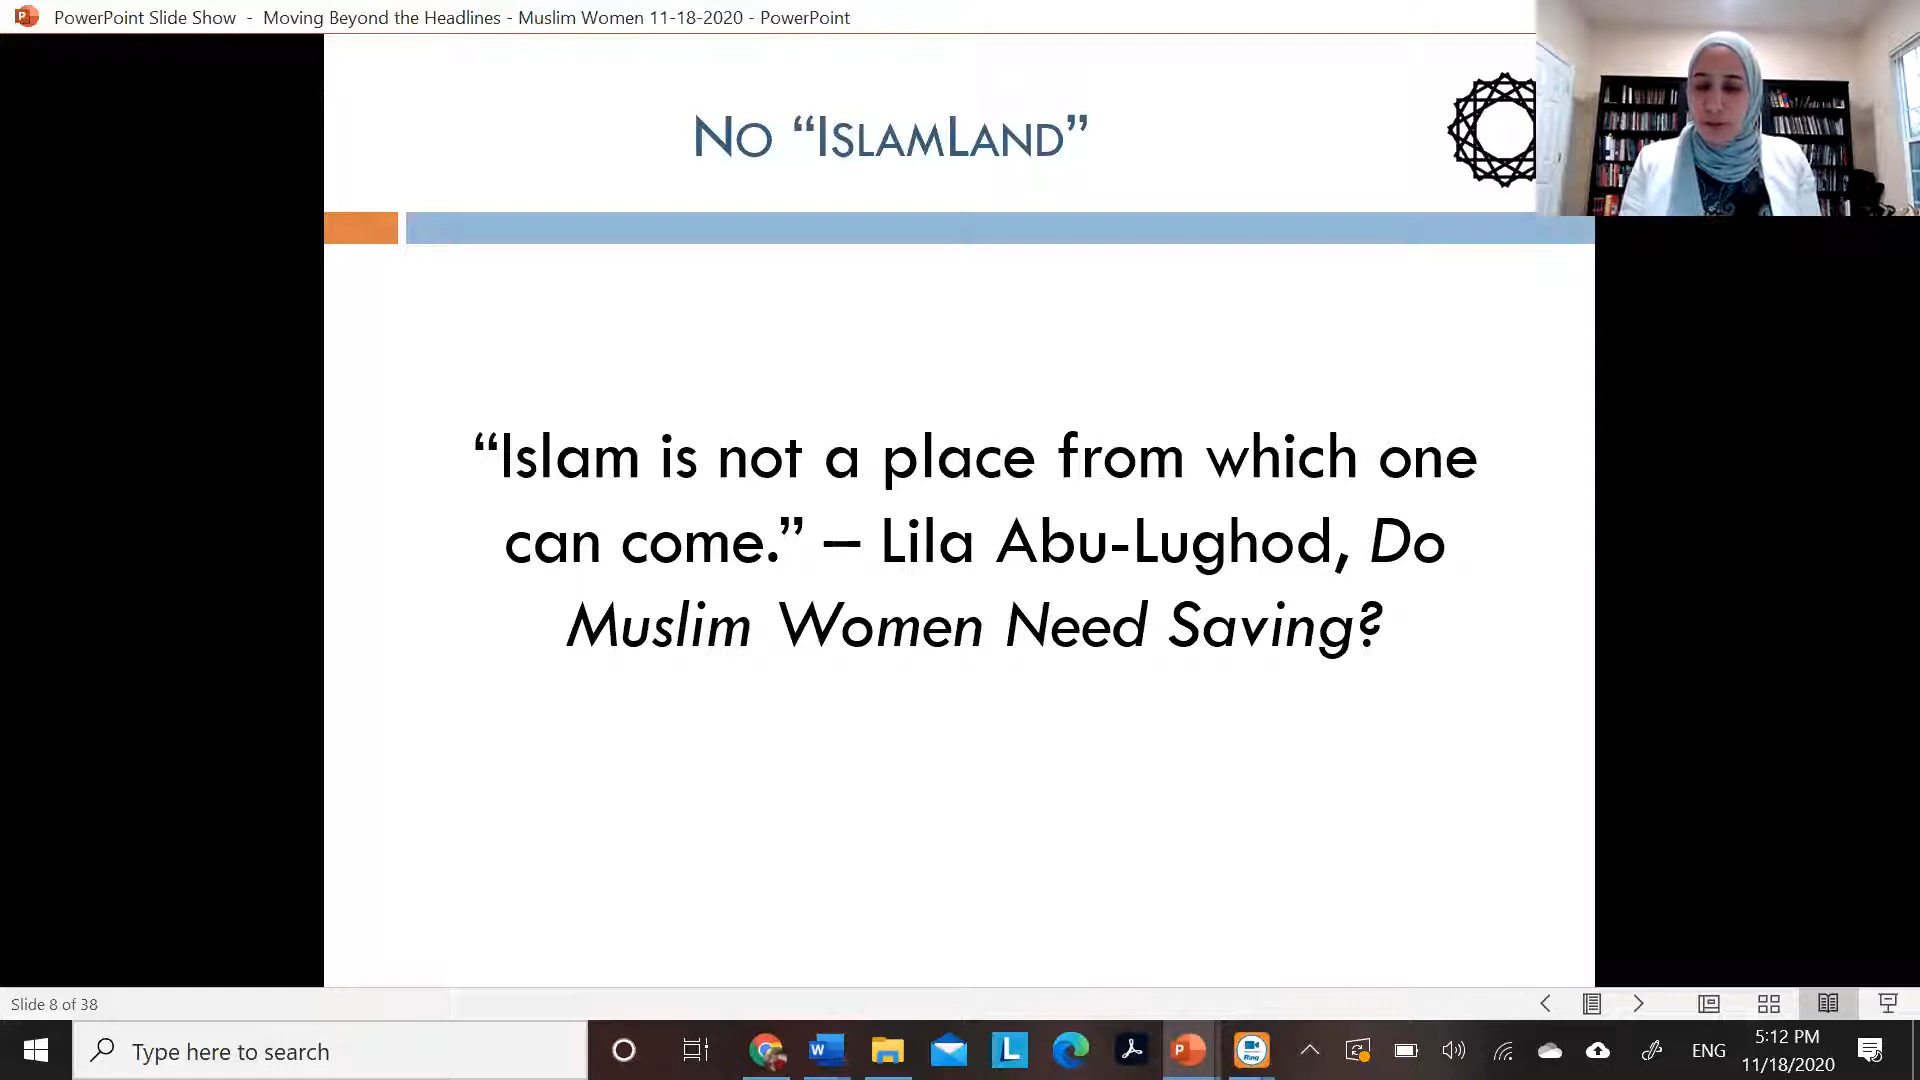 PowerPoint Slide Show - Moving Beyond the Headlines - Muslim Women 11-18-2020 - PowerPoint
NO “ISLAMLAND”
“Islam is not a place from which one
can come.” – Lila Abu-Lughod, Do
Muslim Women Need Saving?
Slide 8 of 38
Type here to search
W
L
P
Ring
ENG
5:12 PM
11/18/2020